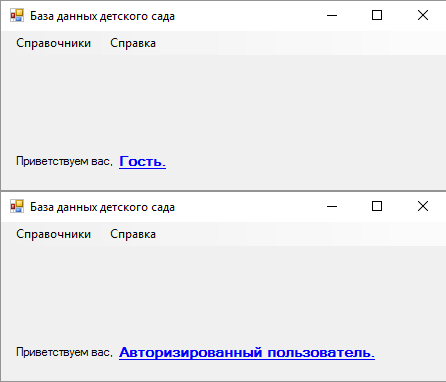 База данных детского сада
Справочники Справка
Приветствуем вас, Гость.
База данных детского сада
Справочники Справка
Приветствуем вас, Авторизированный пользователь.